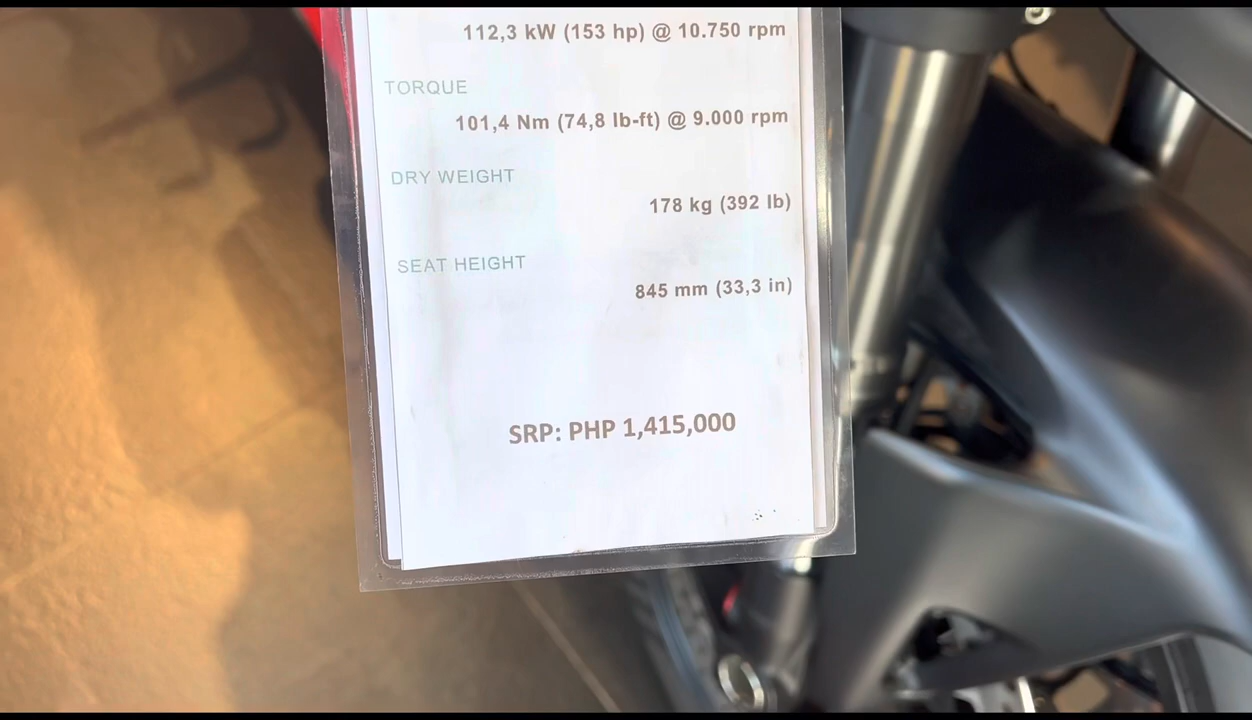 112,3 kW (153 hp) @ 10.750 rpm
TORQUE
101,4 Nm (74,8 lb-ft) @ 9.000 rpm
DRY WEIGHT
178 kg (392 lb)
SEAT HEIGHT
845 mm (33,3 in)
SRP: PHP 1,415,000